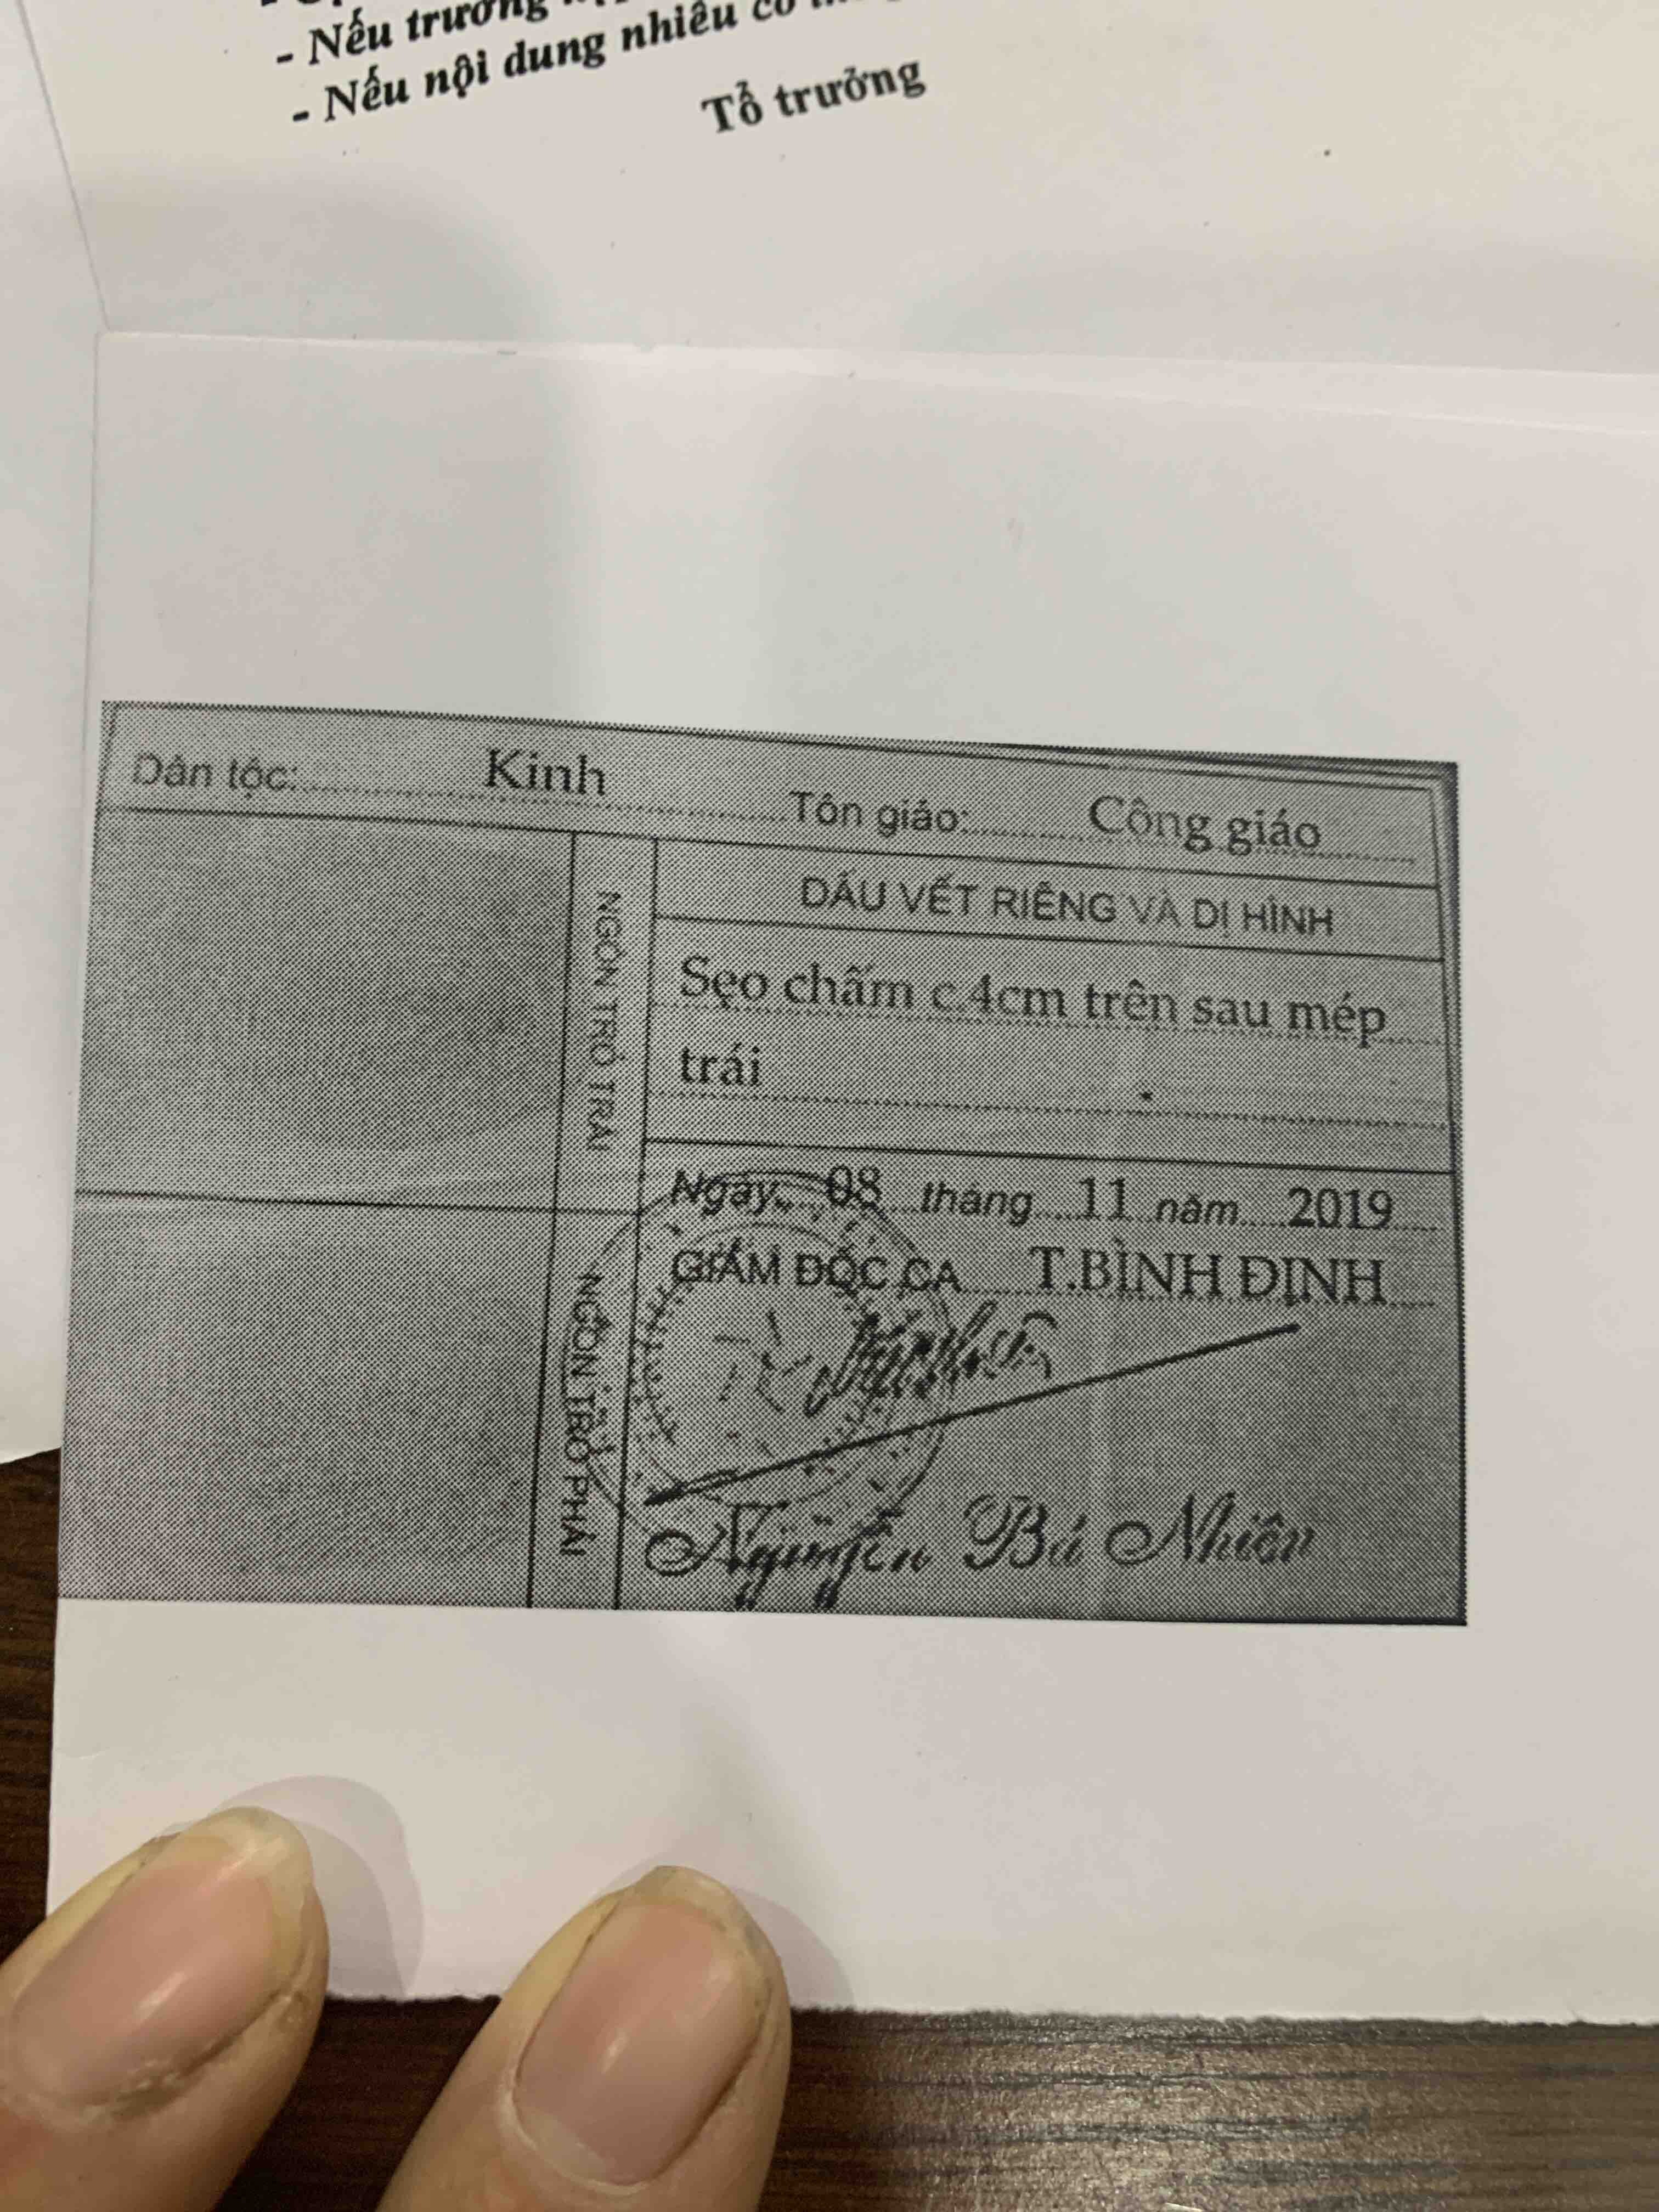 - Nếu trường
- Nếu nội dung nhiều có
Tổ trưởng
Dân tộc: Kinh Tôn giáo: Công giáo
NGÓN TRỎ TRÁI
DẤU VẾT RIÊNG VÀ DỊ HÌNH
Sẹo chấm c.4cm trên sau mép
trái
NGÓN TRỎ PHẢI
Ngày 08 tháng 11 năm 2019
GIÁM ĐỐC CA T.BÌNH ĐỊNH
Nguyễn Bá Nhiên